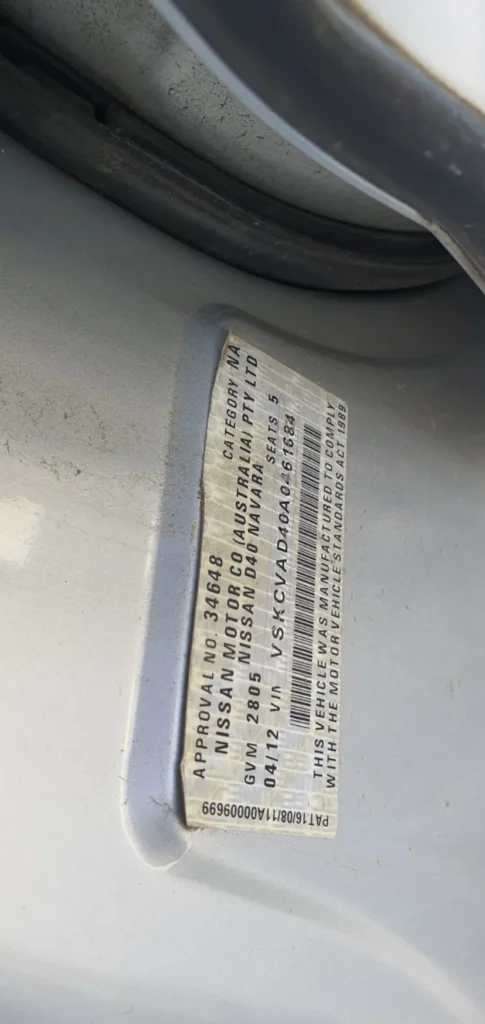 APPROVAL NO. 34648 CATEGORY NA
NISSAN MOTOR CO (AUSTRALIA) PTY LTD
GVM 2805 NISSAN D40 NAVARA
04/12 VIN VSKCVAD40A0461684 SEATS 5
THIS VEHICLE WAS MANUFACTURED TO COMPLY
WITH THE MOTOR VEHICLE STANDARDS ACT 1989
PAT16/08/11A00009699